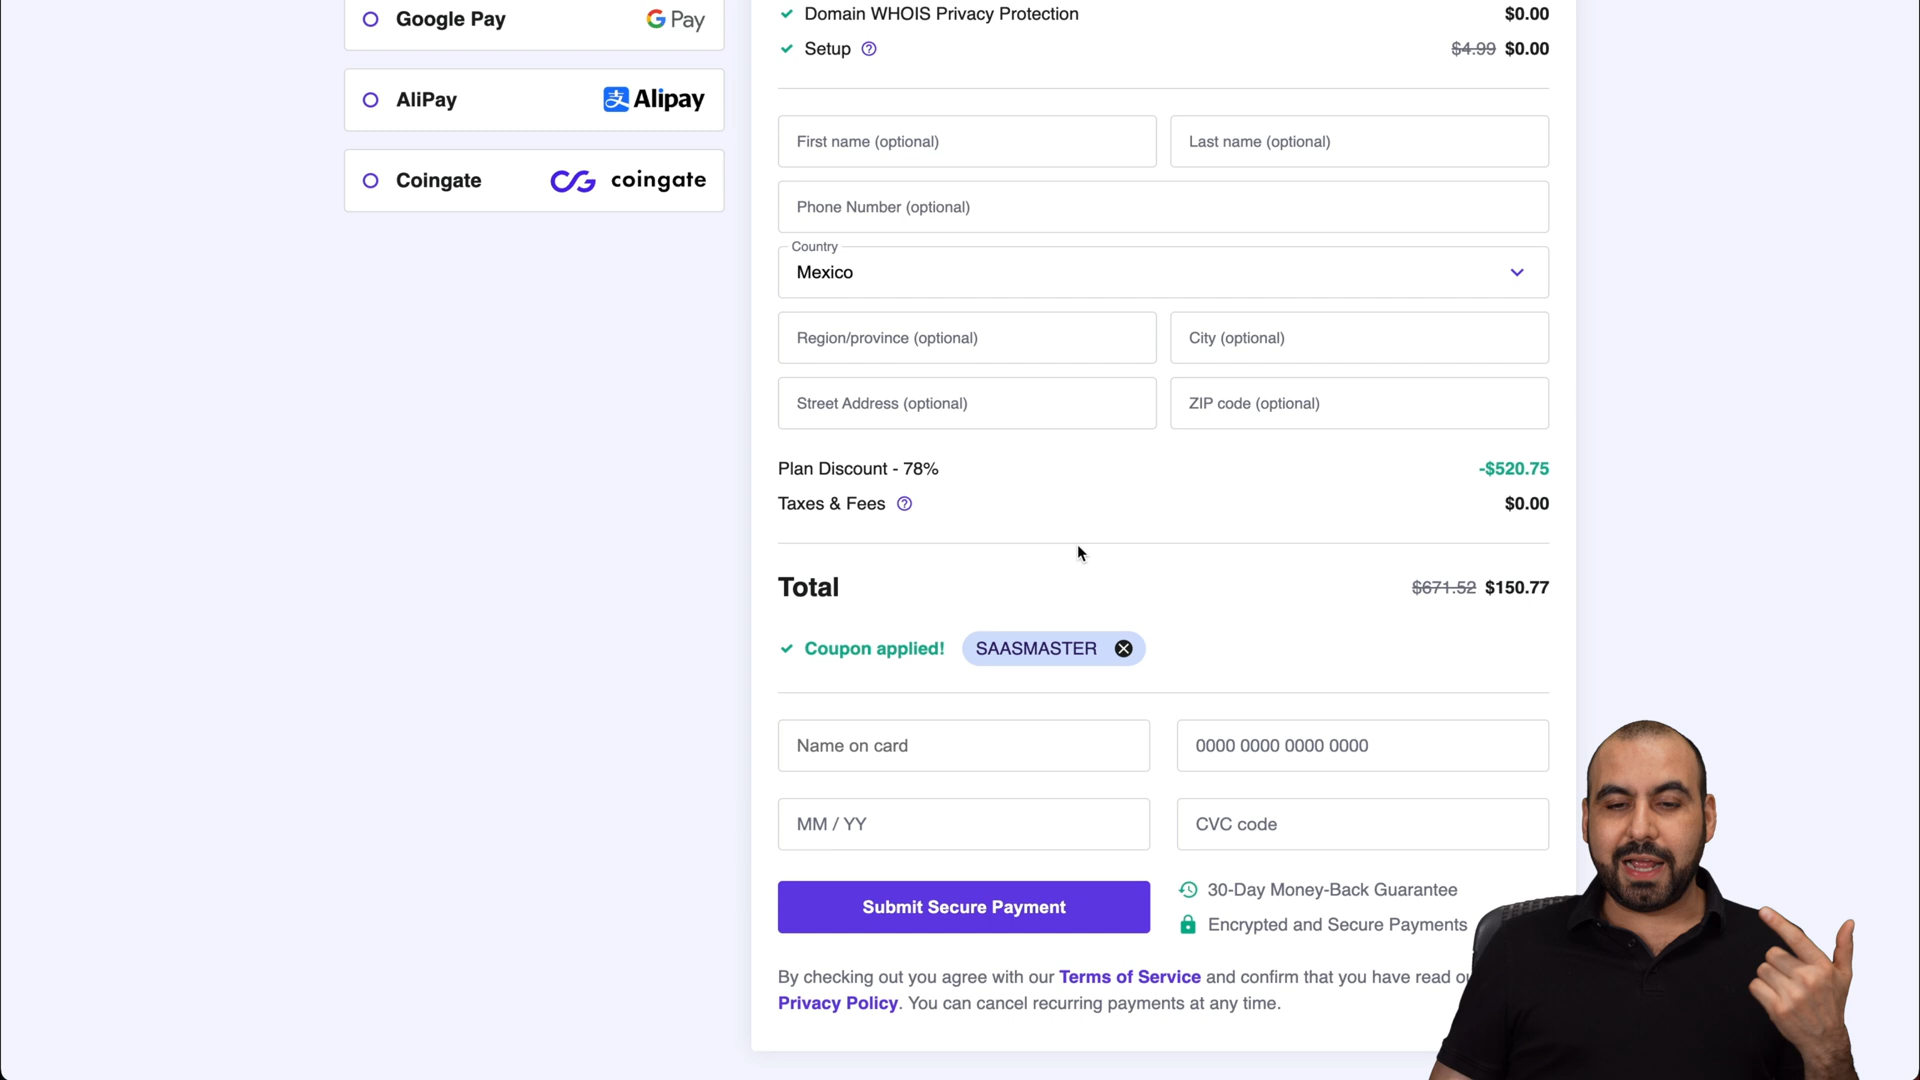 Google Pay
G Pay
AliPay
支 Alipay
Coingate
CG coingate
Domain WHOIS Privacy Protection $0.00
Setup ? $4.99 $0.00
First name (optional) Last name (optional)
Phone Number (optional)
Country
Mexico
Region/province (optional) City (optional)
Street Address (optional) ZIP code (optional)
Plan Discount - 78% -$520.75
Taxes & Fees ? $0.00
Total $671.52 $150.77
Coupon applied! SAASMASTER
Name on card 0000 0000 0000 0000
MM / YY CVC code
Submit Secure Payment
30-Day Money-Back Guarantee
Encrypted and Secure Payments
By checking out you agree with our Terms of Service and confirm that you have read
Privacy Policy. You can cancel recurring payments at any time.